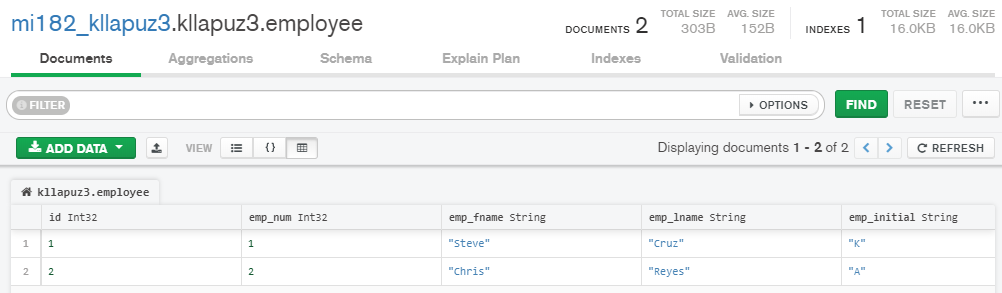 mi182_kllapuz3.kllapuz3.employee
DOCUMENTS 2 TOTAL SIZE 303B AVG. SIZE 152B INDEXES 1 TOTAL SIZE 16.0KB AVG. SIZE 16.0KB
Documents Aggregations Schema Explain Plan Indexes Validation
FILTER OPTIONS FIND RESET ...
ADD DATA VIEW {} Displaying documents 1 - 2 of 2 < > REFRESH
kllapuz3.employee
id Int32 emp_num Int32 emp_fname String emp_lname String emp_initial String
1 1 1 "Steve" "Cruz" "K"
2 2 2 "Chris" "Reyes" "A"